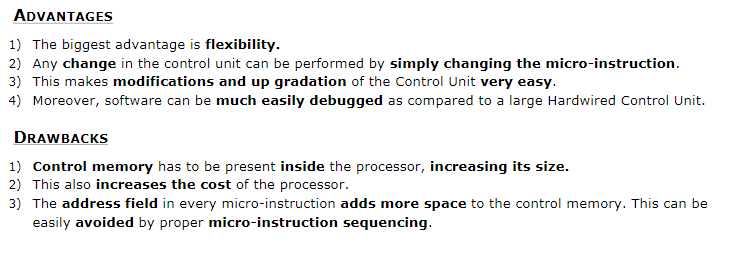 ADVANTAGES
1) The biggest advantage is flexibility.
2) Any change in the control unit can be performed by simply changing the micro-instruction.
3) This makes modifications and up gradation of the Control Unit very easy.
4) Moreover, software can be much easily debugged as compared to a large Hardwired Control Unit.
DRAWBACKS
1) Control memory has to be present inside the processor, increasing its size.
2) This also increases the cost of the processor.
3) The address field in every micro-instruction adds more space to the control memory. This can be
easily avoided by proper micro-instruction sequencing.